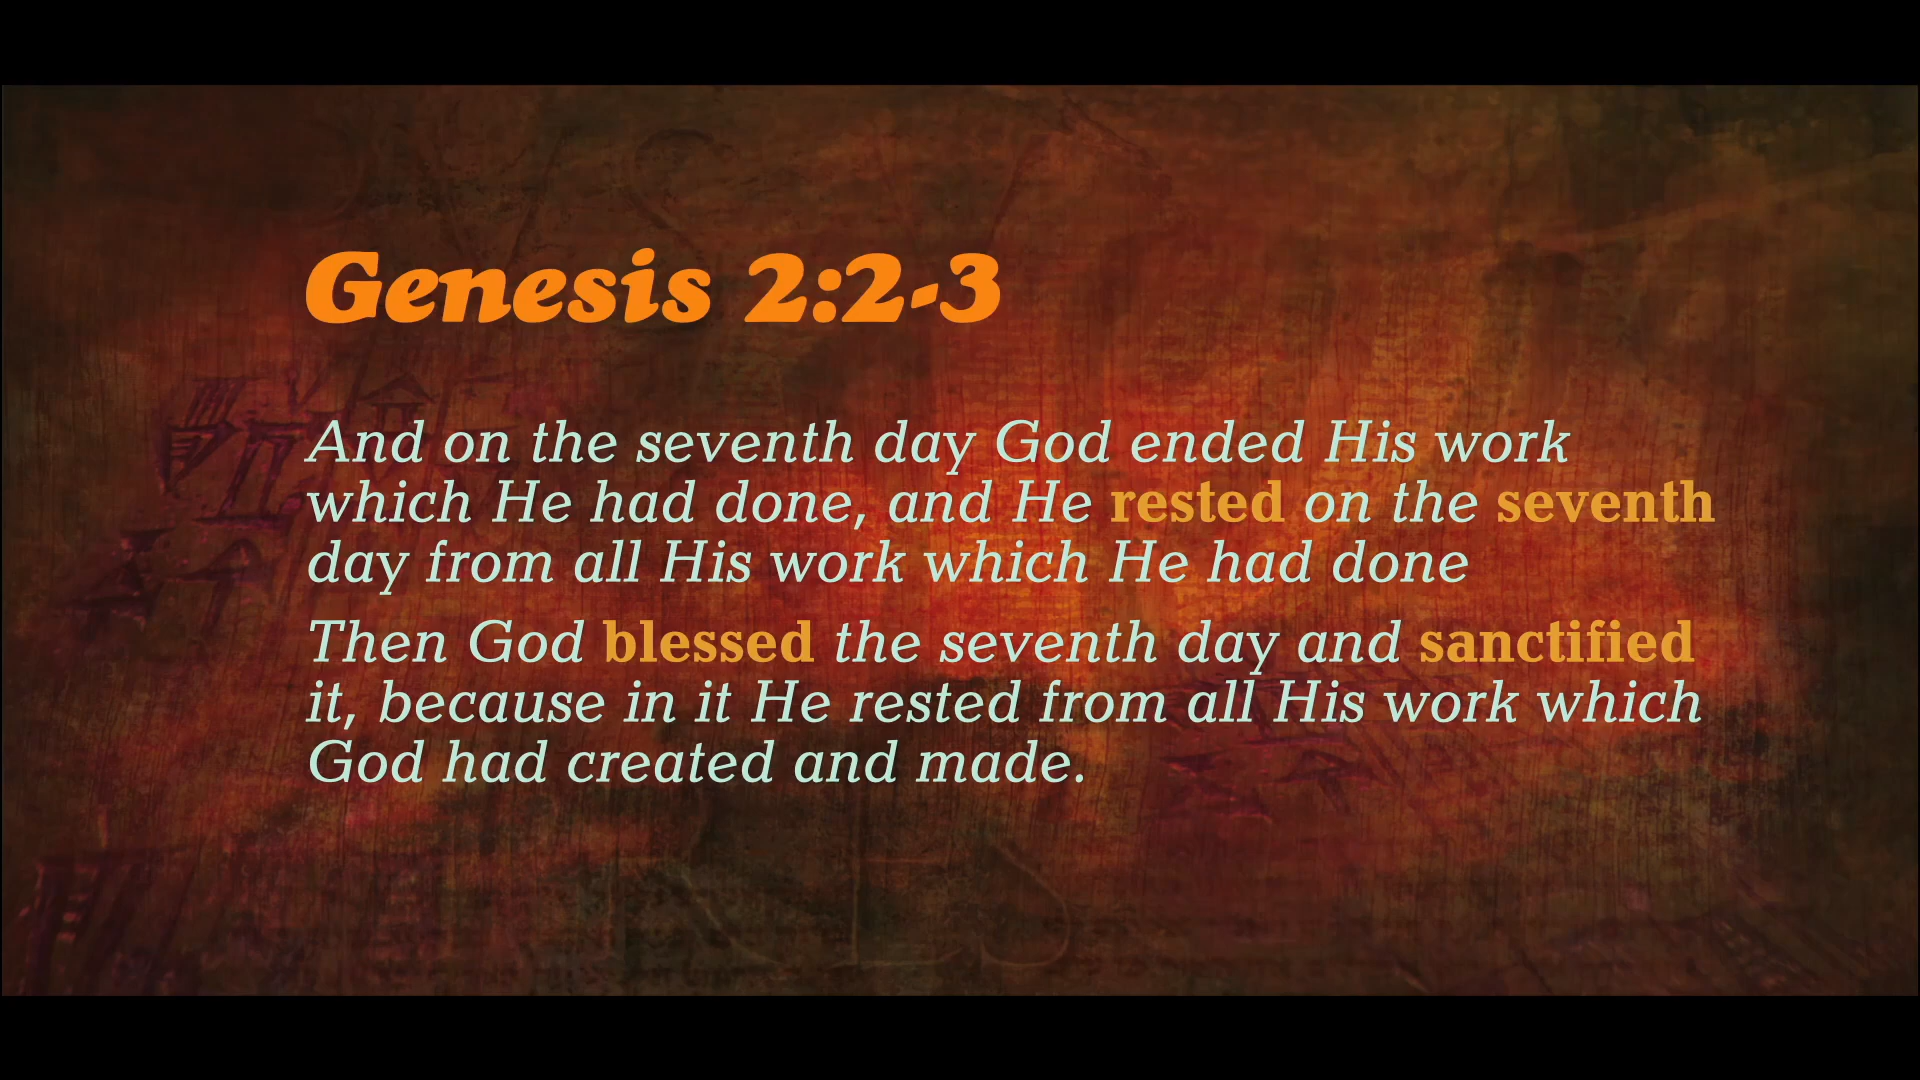 Genesis 2:2-3
And on the seventh day God ended His work
which He had done, and He rested on the seventh
day from all His work which He had done
Then God blessed the seventh day and sanctified
it, because in it He rested from all His work which
God had created and made.